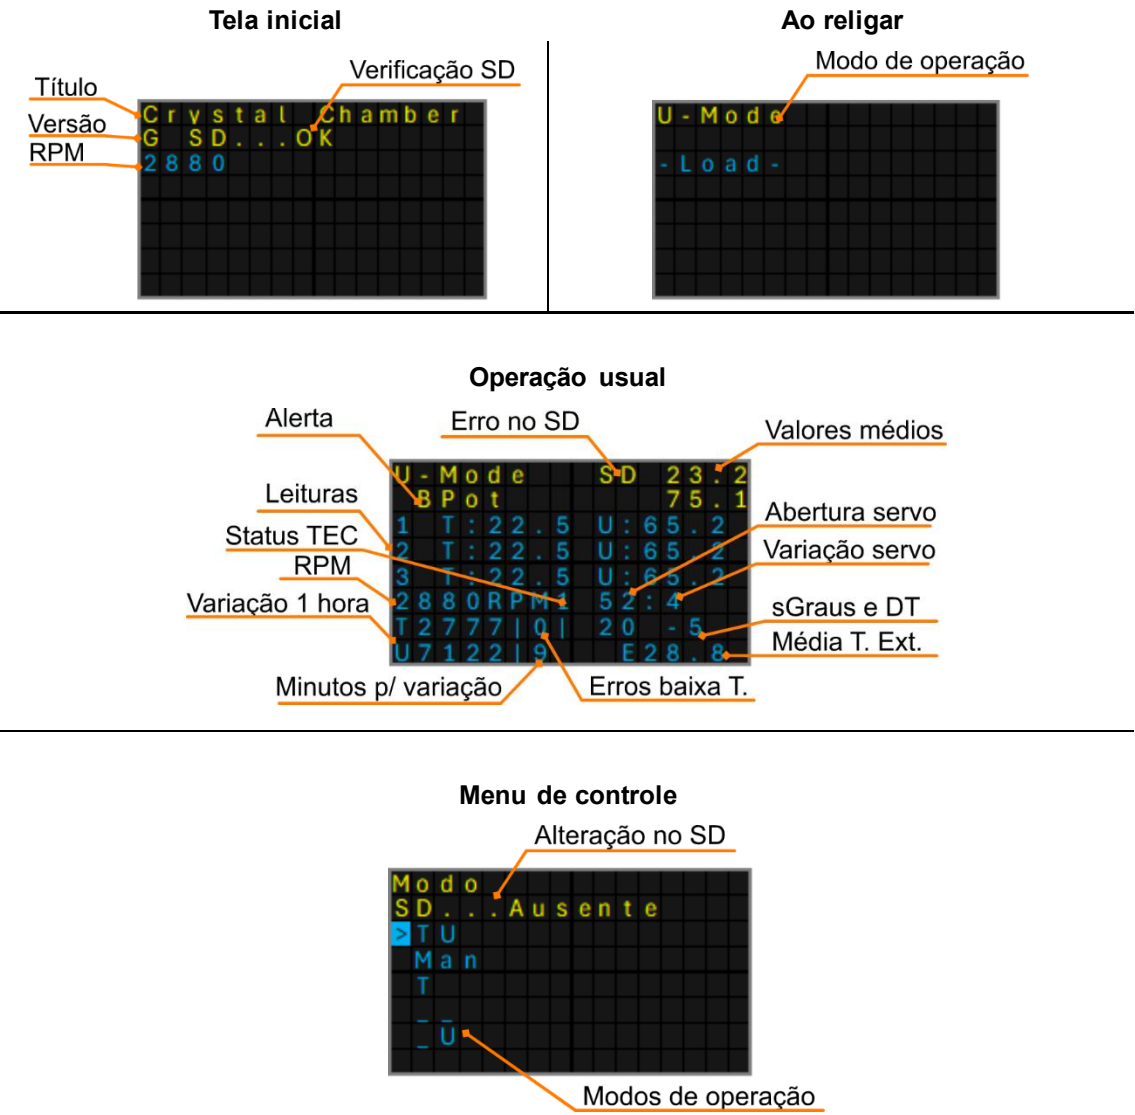 Tela inicial
Ao religar
Título
Versão
RPM
Verificação SD
Crystal Chamber
G SD...OK
2880
Modo de operação
U-Mode
-Load-
Operação usual
Alerta
Erro no SD
Valores médios
Leituras
Status TEC
RPM
Variação 1 hora
Abertura servo
Variação servo
sGraus e DT
Média T. Ext.
U-Mode SD 23.2
BPot 75.1
1 T:22.5 U:65.2
2 T:22.5 U:65.2
3 T:22.5 U:65.2
2880RPM1 52:4
T2777|0| 20 -5
U7122|9 E28.8
Minutos p/ variação
Erros baixa T.
Menu de controle
Alteração no SD
Modo
SD...Ausente
>TU
Man
T
_ _
_U
Modos de operação